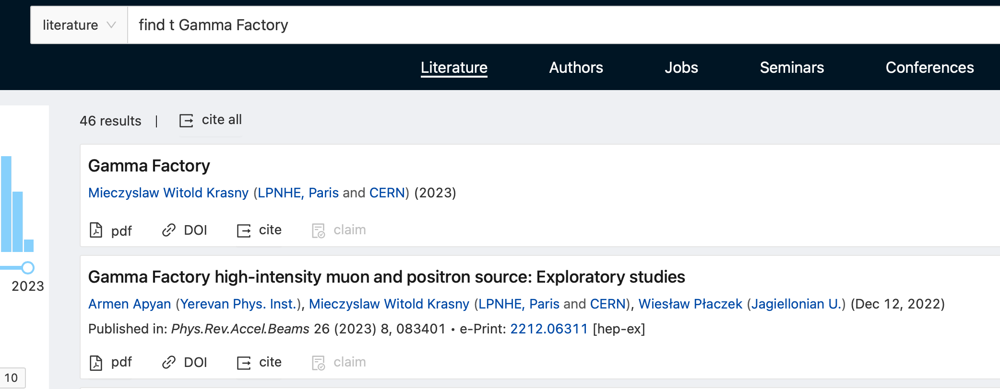 literature
find t Gamma Factory
Literature Authors Jobs Seminars Conferences
46 results | cite all
Gamma Factory
Mieczyslaw Witold Krasny (LPNHE, Paris and CERN) (2023)
pdf DOI cite claim
Gamma Factory high-intensity muon and positron source: Exploratory studies
Armen Apyan (Yerevan Phys. Inst.), Mieczyslaw Witold Krasny (LPNHE, Paris and CERN), Wiesław Płaczek (Jagiellonian U.) (Dec 12, 2022)
Published in: Phys.Rev.Accel.Beams 26 (2023) 8, 083401 • e-Print: 2212.06311 [hep-ex]
pdf DOI cite claim
2023
10